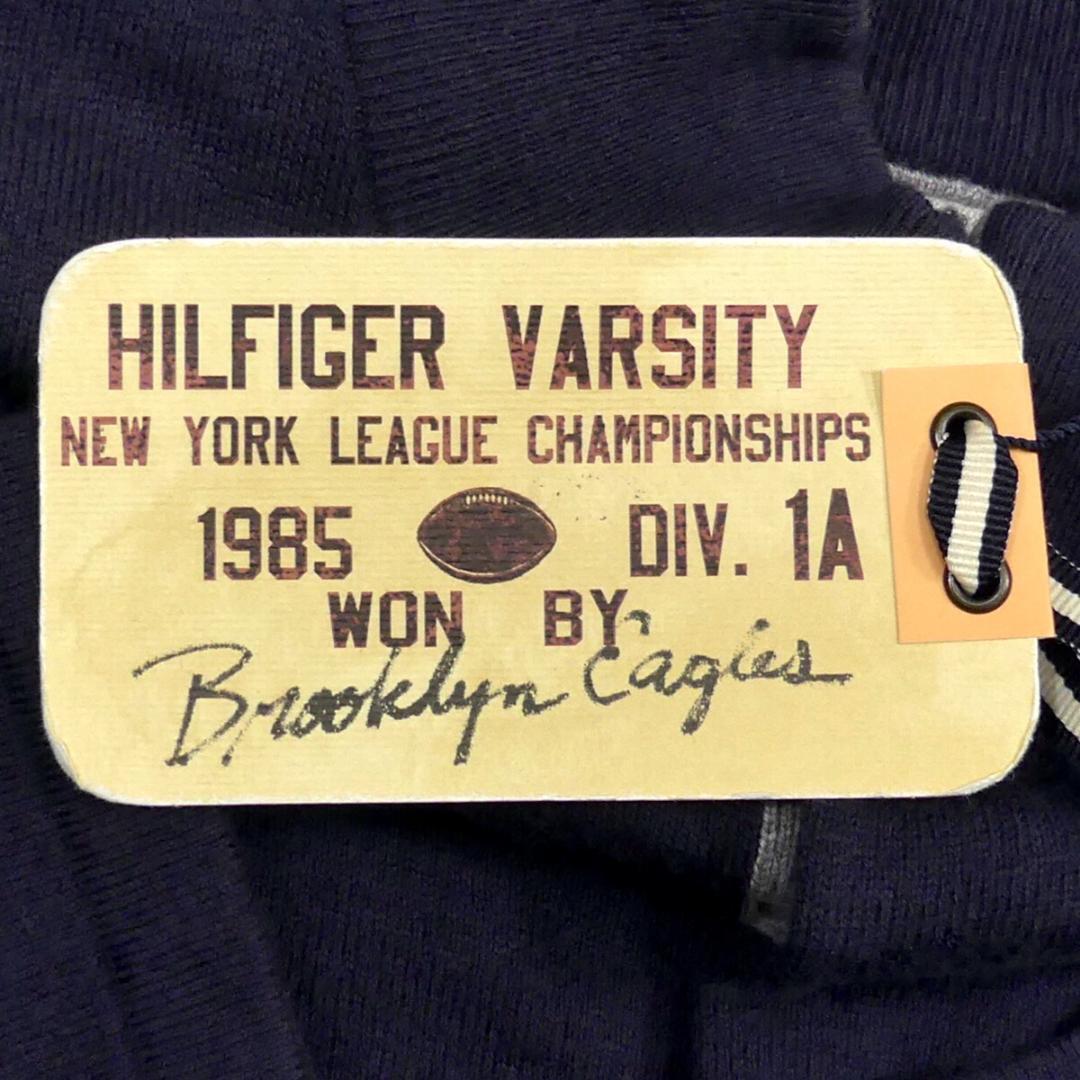 HILFIGER VARSITY
NEW YORK LEAGUE CHAMPIONSHIPS
1985 DIV. 1A
WON BY
Brooklyn Eagles